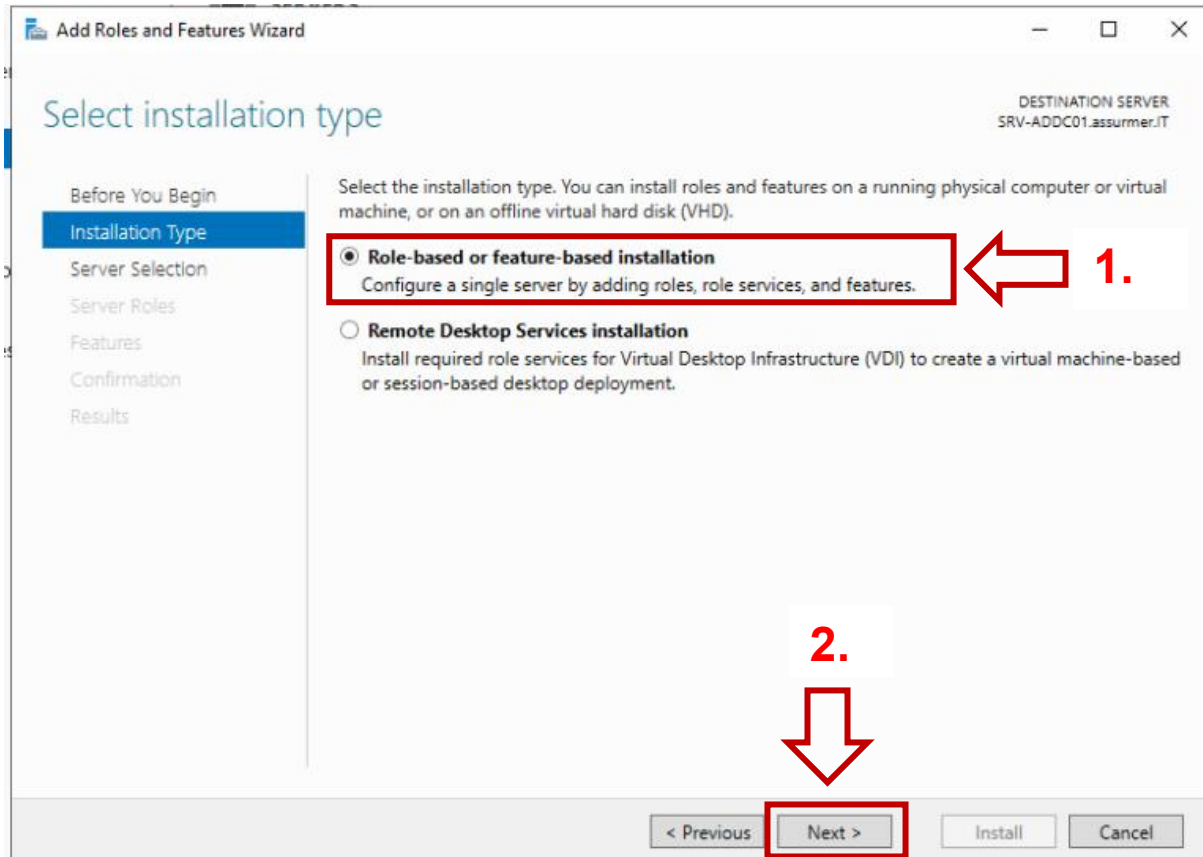 Add Roles and Features Wizard
Select installation type
DESTINATION SERVER
SRV-ADDC01.assurmer.IT
Before You Begin
Installation Type
Server Selection
Server Roles
Features
Confirmation
Results
Select the installation type. You can install roles and features on a running physical computer or virtual
machine, or on an offline virtual hard disk (VHD).
Role-based or feature-based installation
Configure a single server by adding roles, role services, and features.
1.
Remote Desktop Services installation
Install required role services for Virtual Desktop Infrastructure (VDI) to create a virtual machine-based
or session-based desktop deployment.
2.
< Previous
Next >
Install
Cancel